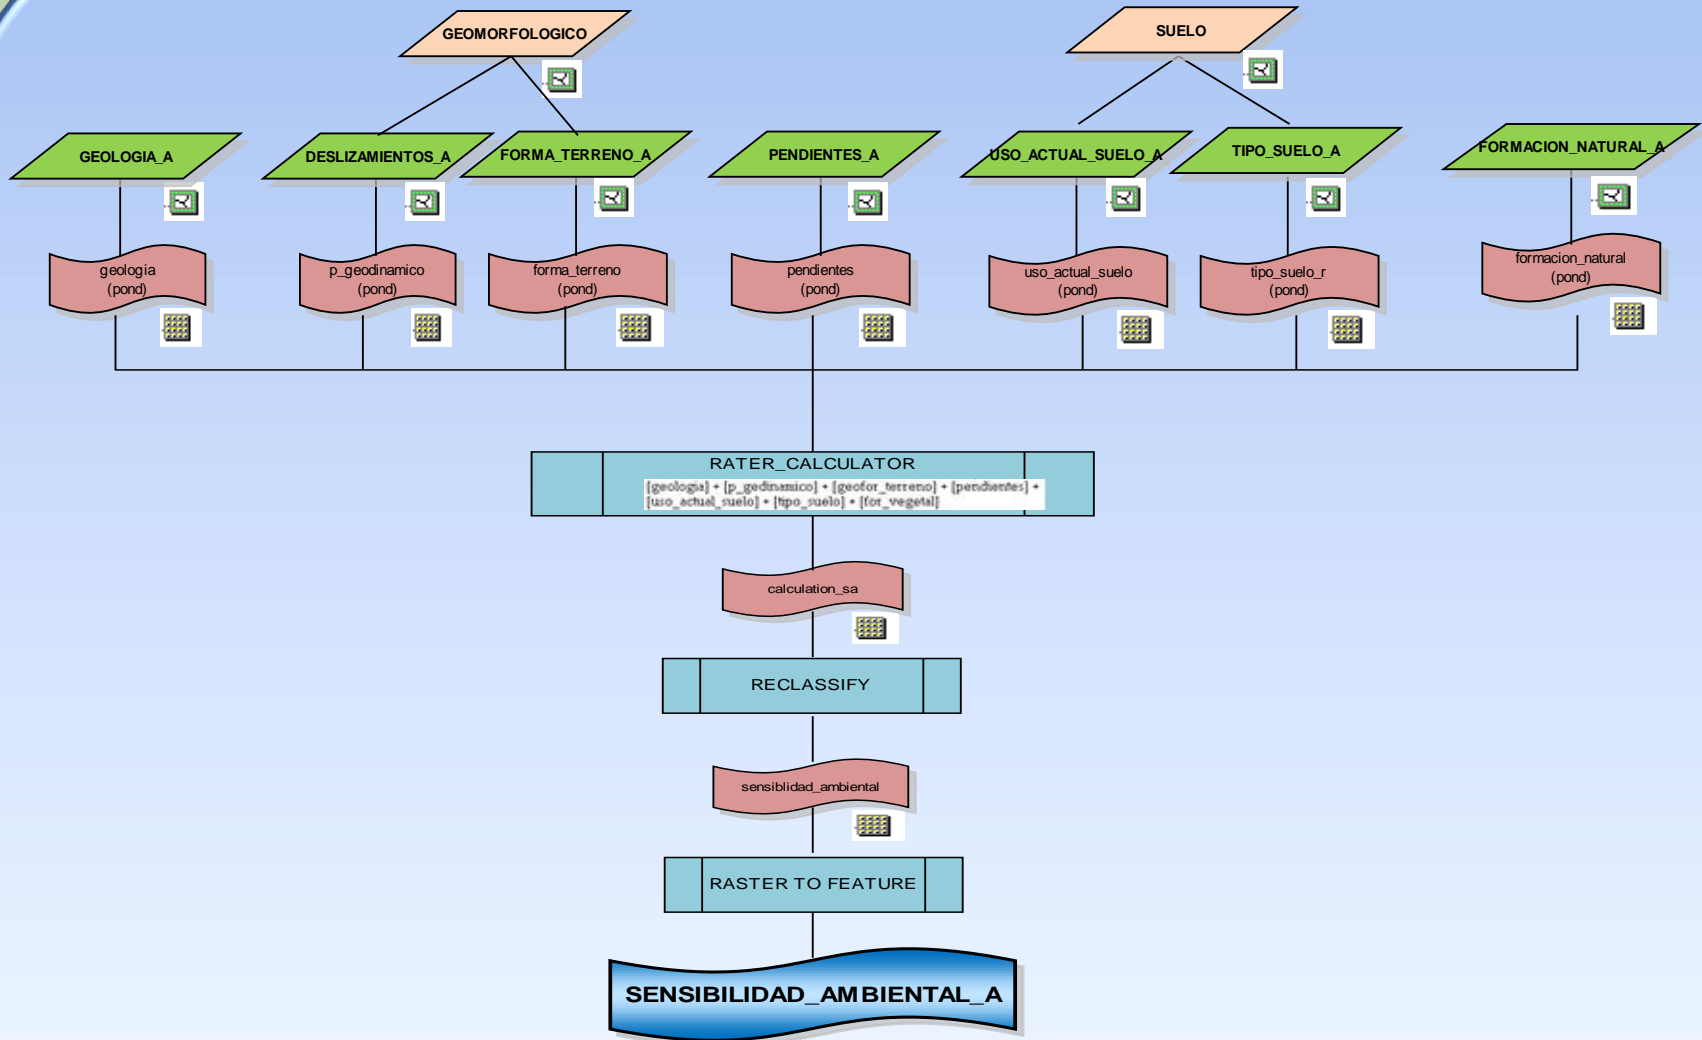 GEOMORFOLOGICO
SUELO
GEOLOGIA_A
DESLIZAMIENTOS_A
FORMA_TERRENO_A
PENDIENTES_A
USO_ACTUAL_SUELO_A
TIPO_SUELO_A
FORMACION_NATURAL_A
geologia
(pond)
p_geodinamico
(pond)
forma_terreno
(pond)
pendientes
(pond)
uso_actual_suelo
(pond)
tipo_suelo_r
(pond)
formacion_natural
(pond)
RATER_CALCULATOR
[geologia] + [p_gedinamico] + [geofor_terreno] + [pendientes] +
[uso_actual_suelo] + [tipo_suelo] + [for_vegetal]
calculation_sa
RECLASSIFY
sensiblidad_ambiental
RASTER TO FEATURE
SENSIBILIDAD_AMBIENTAL_A